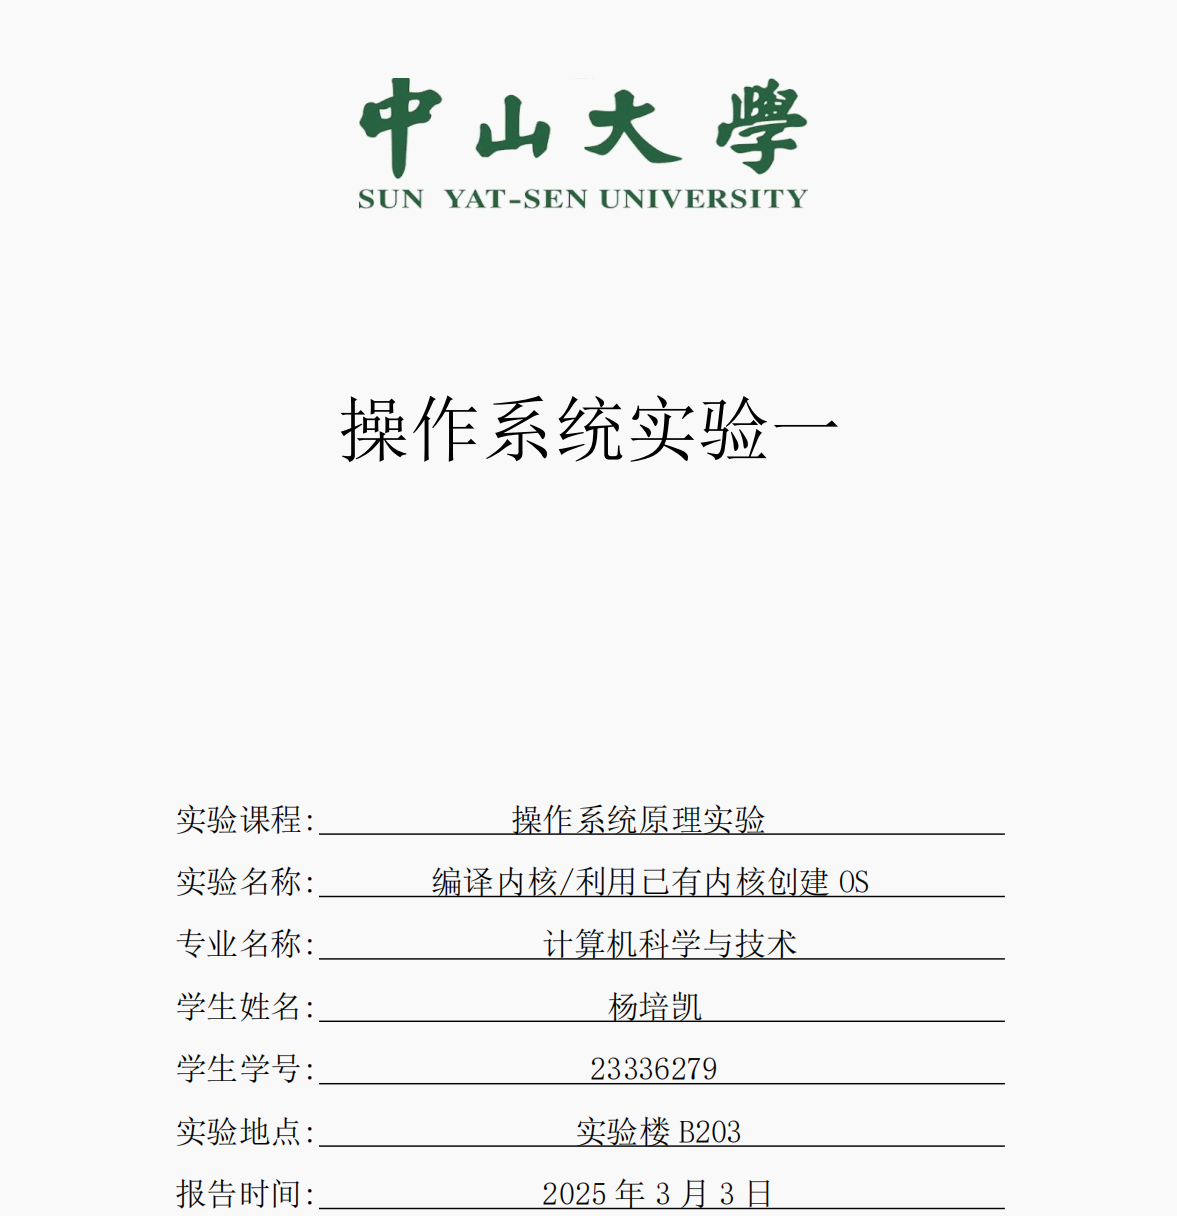 中山大學
SUN YAT-SEN UNIVERSITY
操作系统实验一
实验课程: 操作系统原理实验
实验名称: 编译内核/利用已有内核创建 OS
专业名称: 计算机科学与技术
学生姓名: 杨培凯
学生学号: 23336279
实验地点: 实验楼 B203
报告时间: 2025 年 3 月 3 日